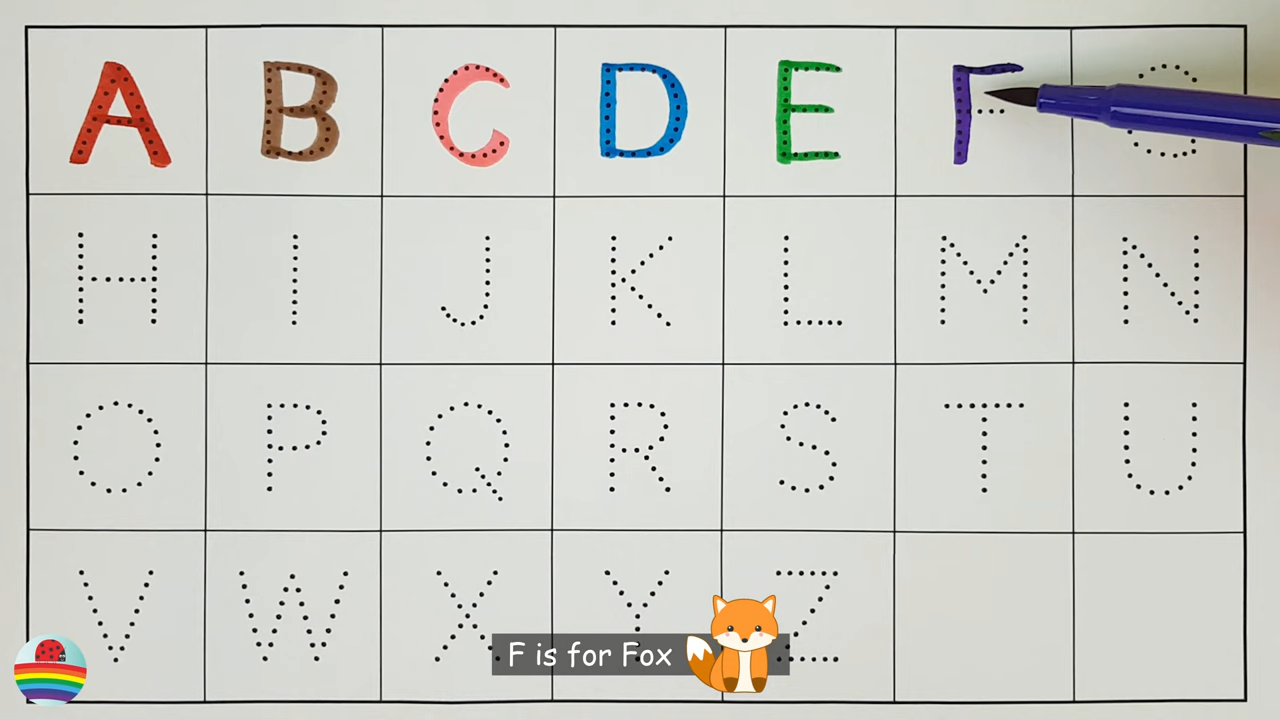 A B C D E F G
H I J K L M N
O P Q R S T U
V W X Y Z
F is for Fox